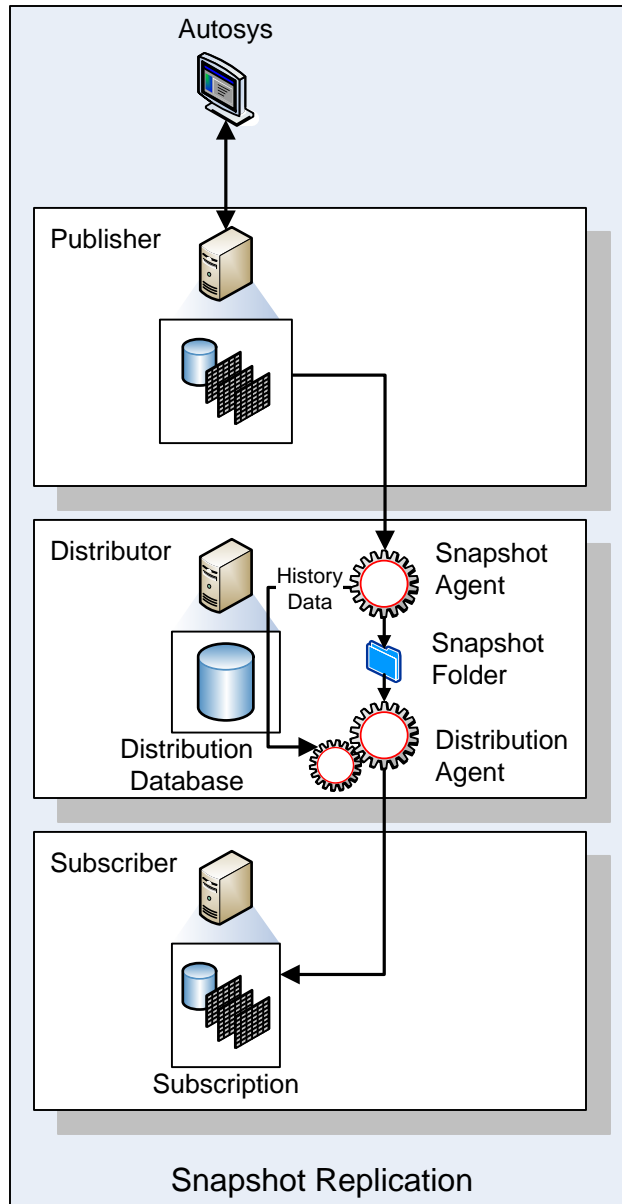 Autosys
Publisher
Distributor
History
Data
Snapshot
Agent
Snapshot
Folder
Distribution
Agent
Distribution
Database
Subscriber
Subscription
Snapshot Replication